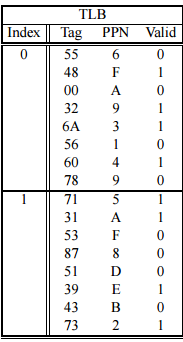 TLB
Index Tag PPN Valid
0 55 6 0
48 F 1
00 A 0
32 9 1
6A 3 1
56 1 0
60 4 1
78 9 0
1 71 5 1
31 A 1
53 F 0
87 8 0
51 D 0
39 E 1
43 B 0
73 2 1